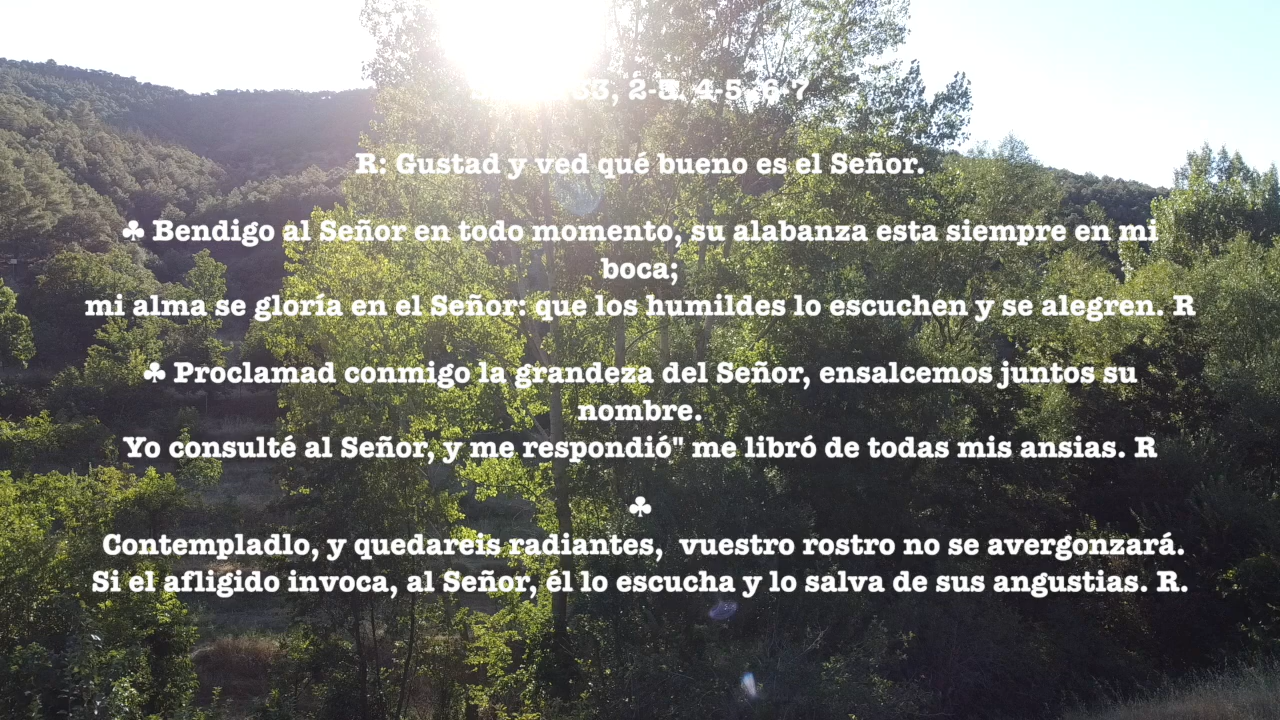 33, 2-3. 4-5. 6-7
R: Gustad y ved qué bueno es el Señor.
♣ Bendigo al Señor en todo momento, su alabanza esta siempre en mi
boca;
mi alma se gloría en el Señor: que los humildes lo escuchen y se alegren. R
♣ Proclamad conmigo la grandeza del Señor, ensalcemos juntos su
nombre.
Yo consulté al Señor, y me respondió" me libró de todas mis ansias. R
♣
Contempladlo, y quedareis radiantes,  vuestro rostro no se avergonzará.
Si el afligido invoca, al Señor, él lo escucha y lo salva de sus angustias. R.